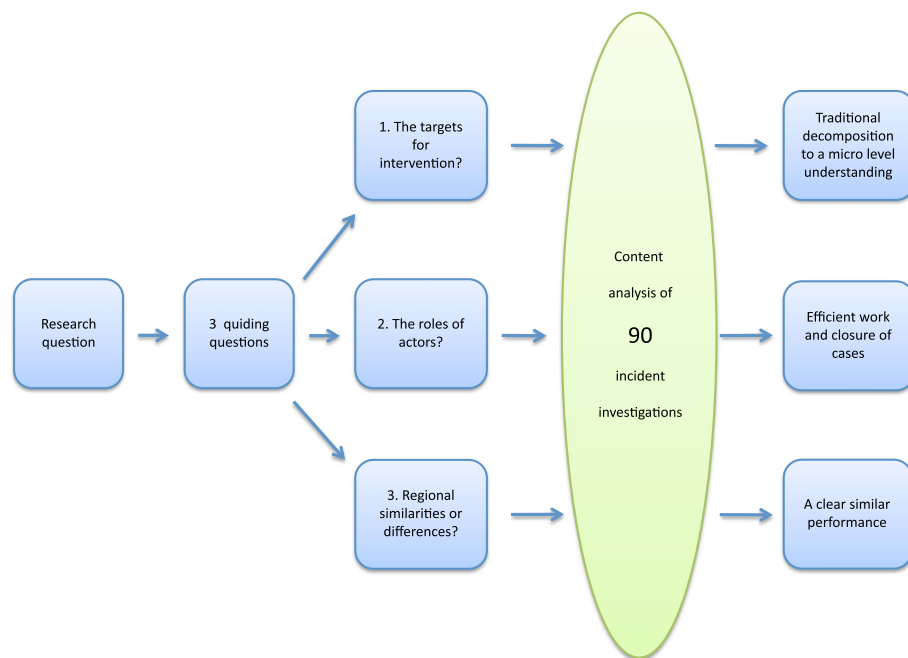 Research
question
3 quiding
questions
1. The targets
for
intervention?
2. The roles of
actors?
3. Regional
similarities or
differences?
Content
analysis of
90
incident
investigations
Traditional
decomposition
to a micro level
understanding
Efficient work
and closure of
cases
A clear similar
performance